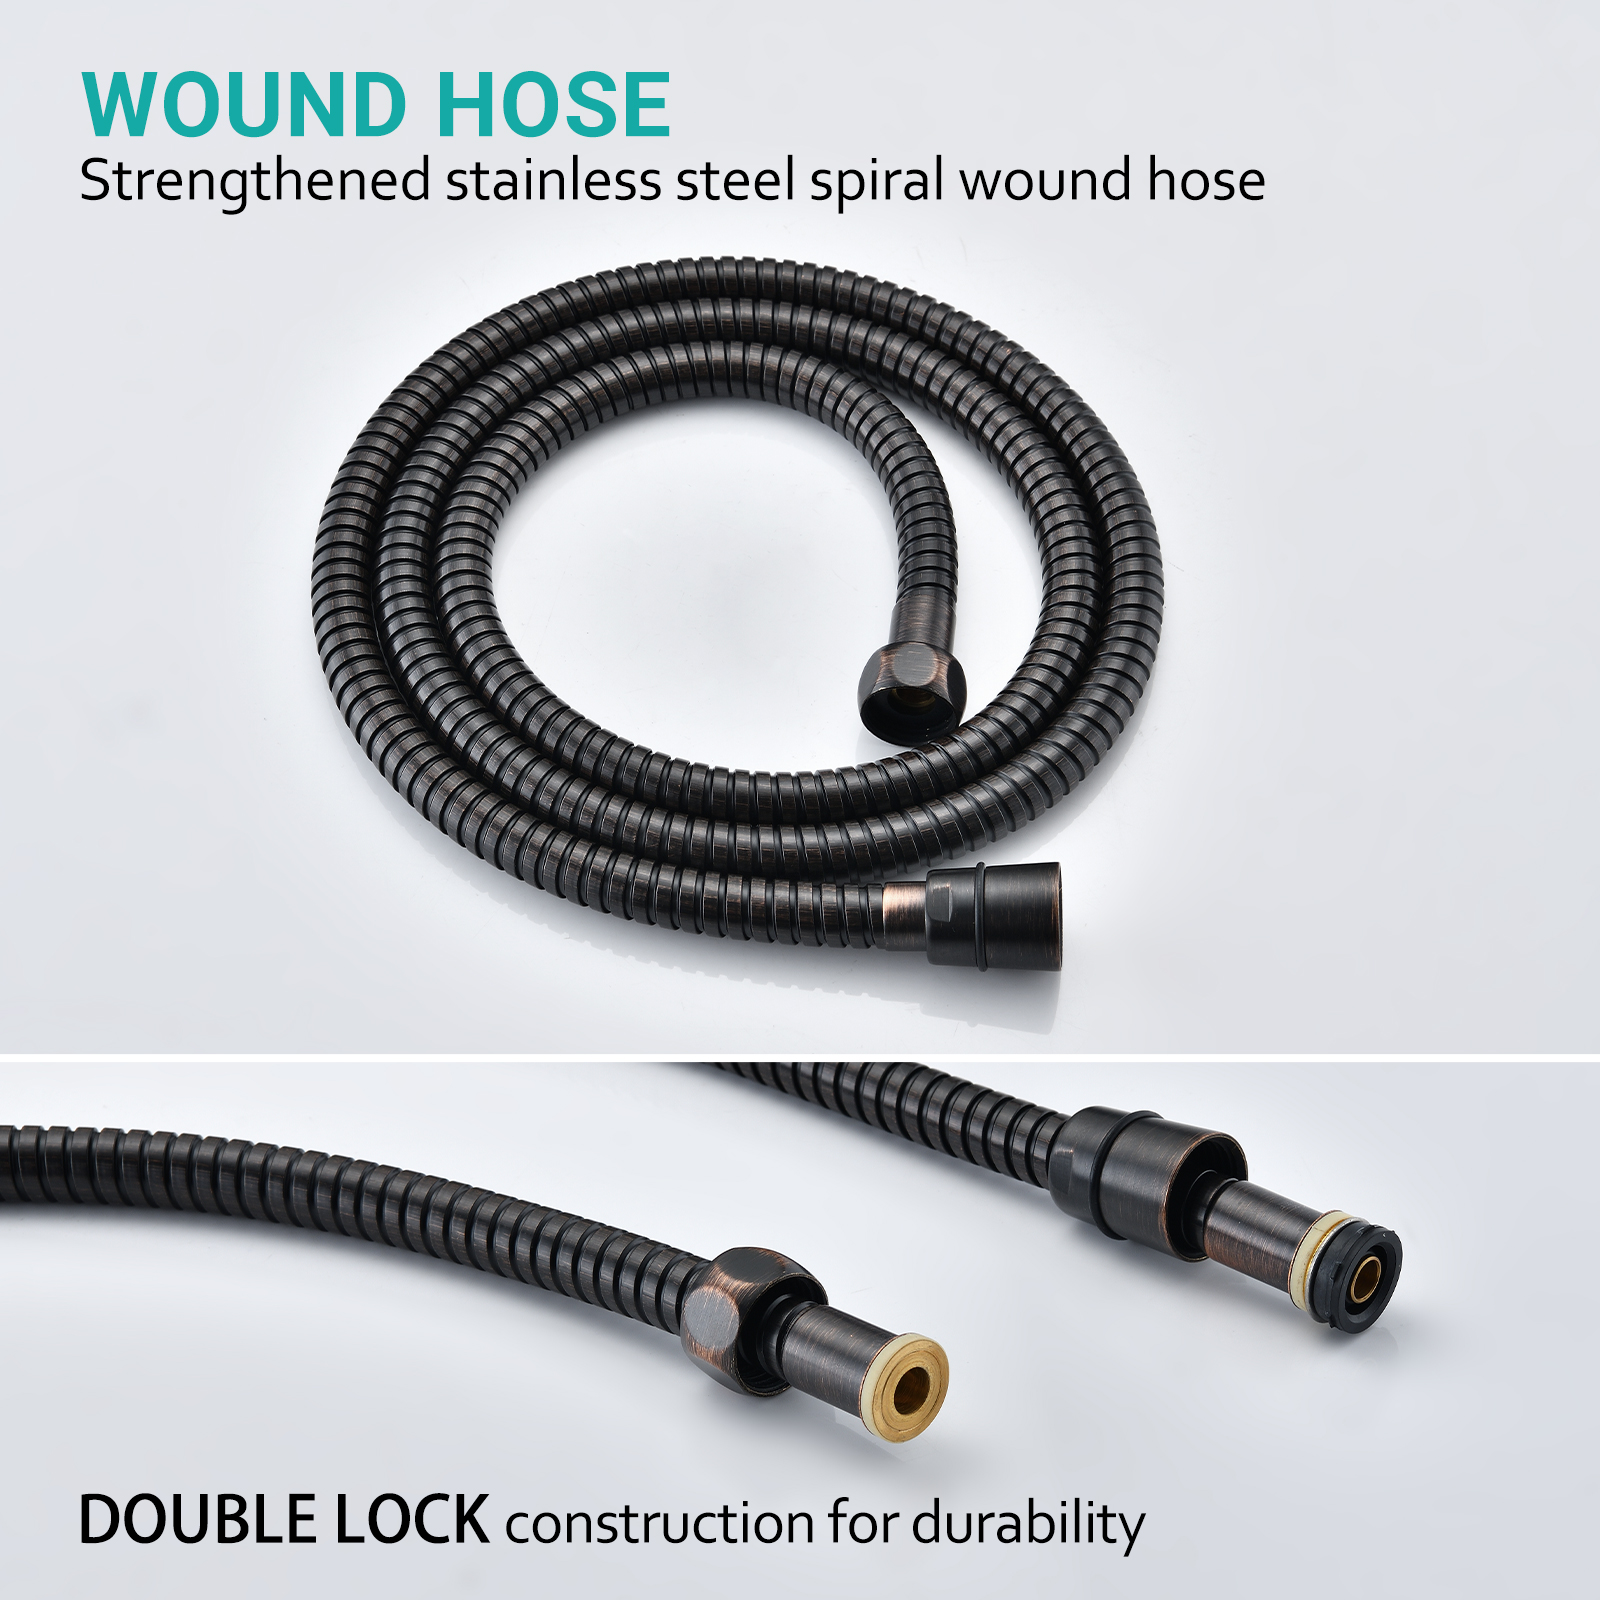 WOUND HOSE
Strengthened stainless steel spiral wound hose
DOUBLE LOCK construction for durability